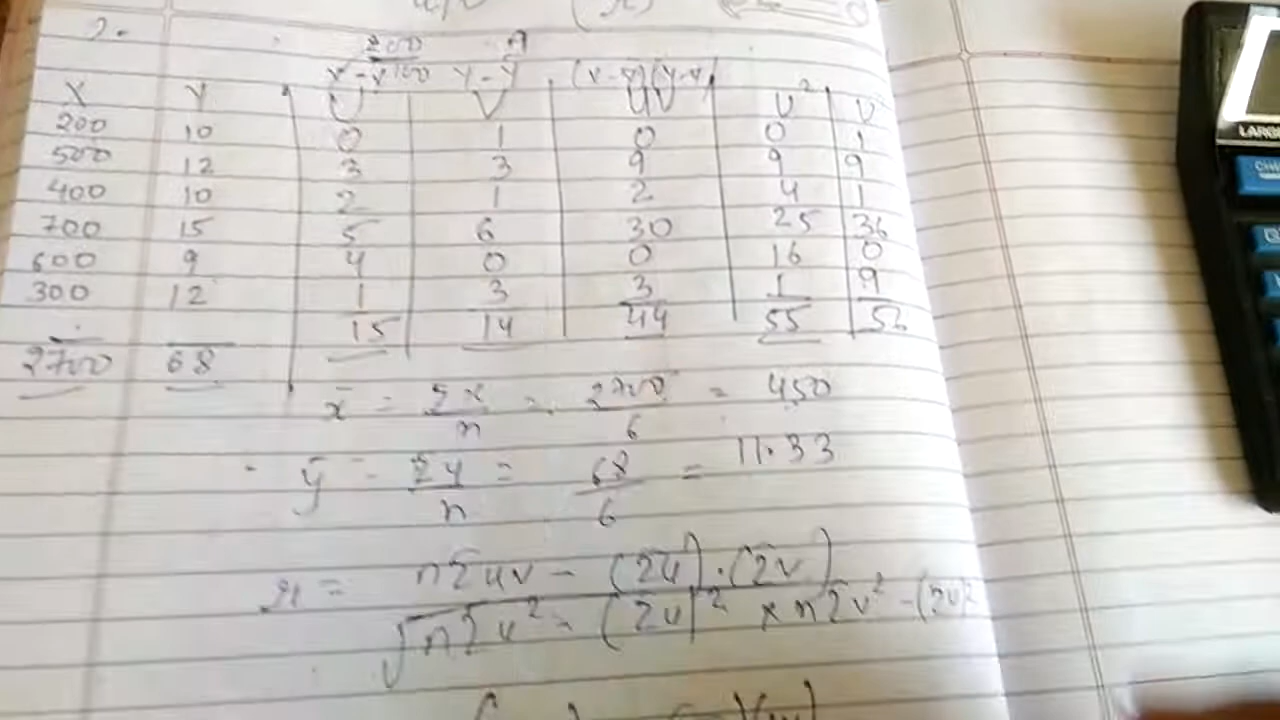 2.
200 9
x - x 100 y - y (x - x)(y - y)
X Y U V UV U² V
200 10 0 1 0 0 1
500 12 3 3 9 9 9
400 10 2 1 2 4 1
700 15 5 6 30 25 36
600 9 4 0 0 16 0
300 12 1 3 3 1 9
15 14 44 55 56
2700 68
x̄ = Σx/n = 2700/6 = 450
ȳ = Σy/n = 68/6 = 11.33
r = nΣuv - (Σu).(Σv) / √nΣu² - (Σu)² × nΣv² - (Σv)²
LARG